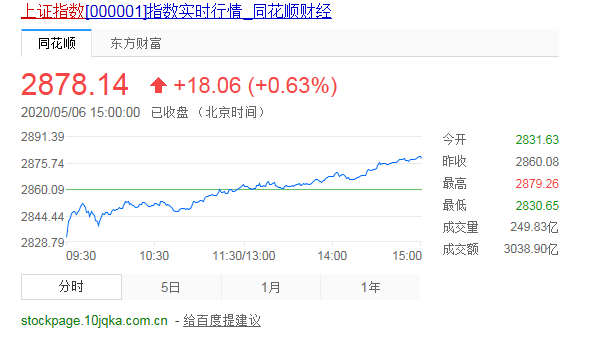 上证指数[000001]指数实时行情_同花顺财经
同花顺 东方财富
2878.14 +18.06 (+0.63%)
2020/05/06 15:00:00 已收盘 （北京时间）
2891.39
2875.74
2860.09
2844.44
2828.79
09:30 10:30 11:30/13:00 14:00 15:00
今开 2831.63
昨收 2860.08
最高 2879.26
最低 2830.65
成交量 249.83亿
成交额 3038.90亿
分时 5日 1月 1年
stockpage.10jqka.com.cn - 给百度提建议